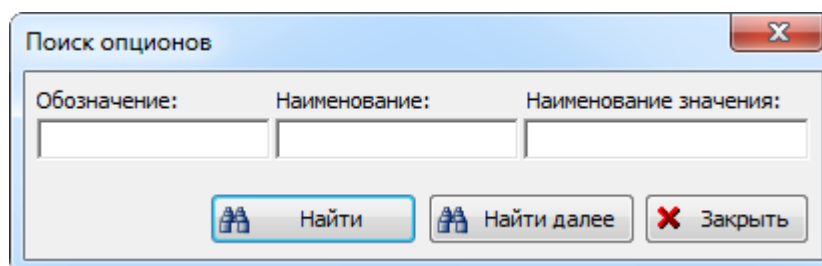 Поиск опционов
Обозначение: Наименование: Наименование значения:
Найти Найти далее Закрыть